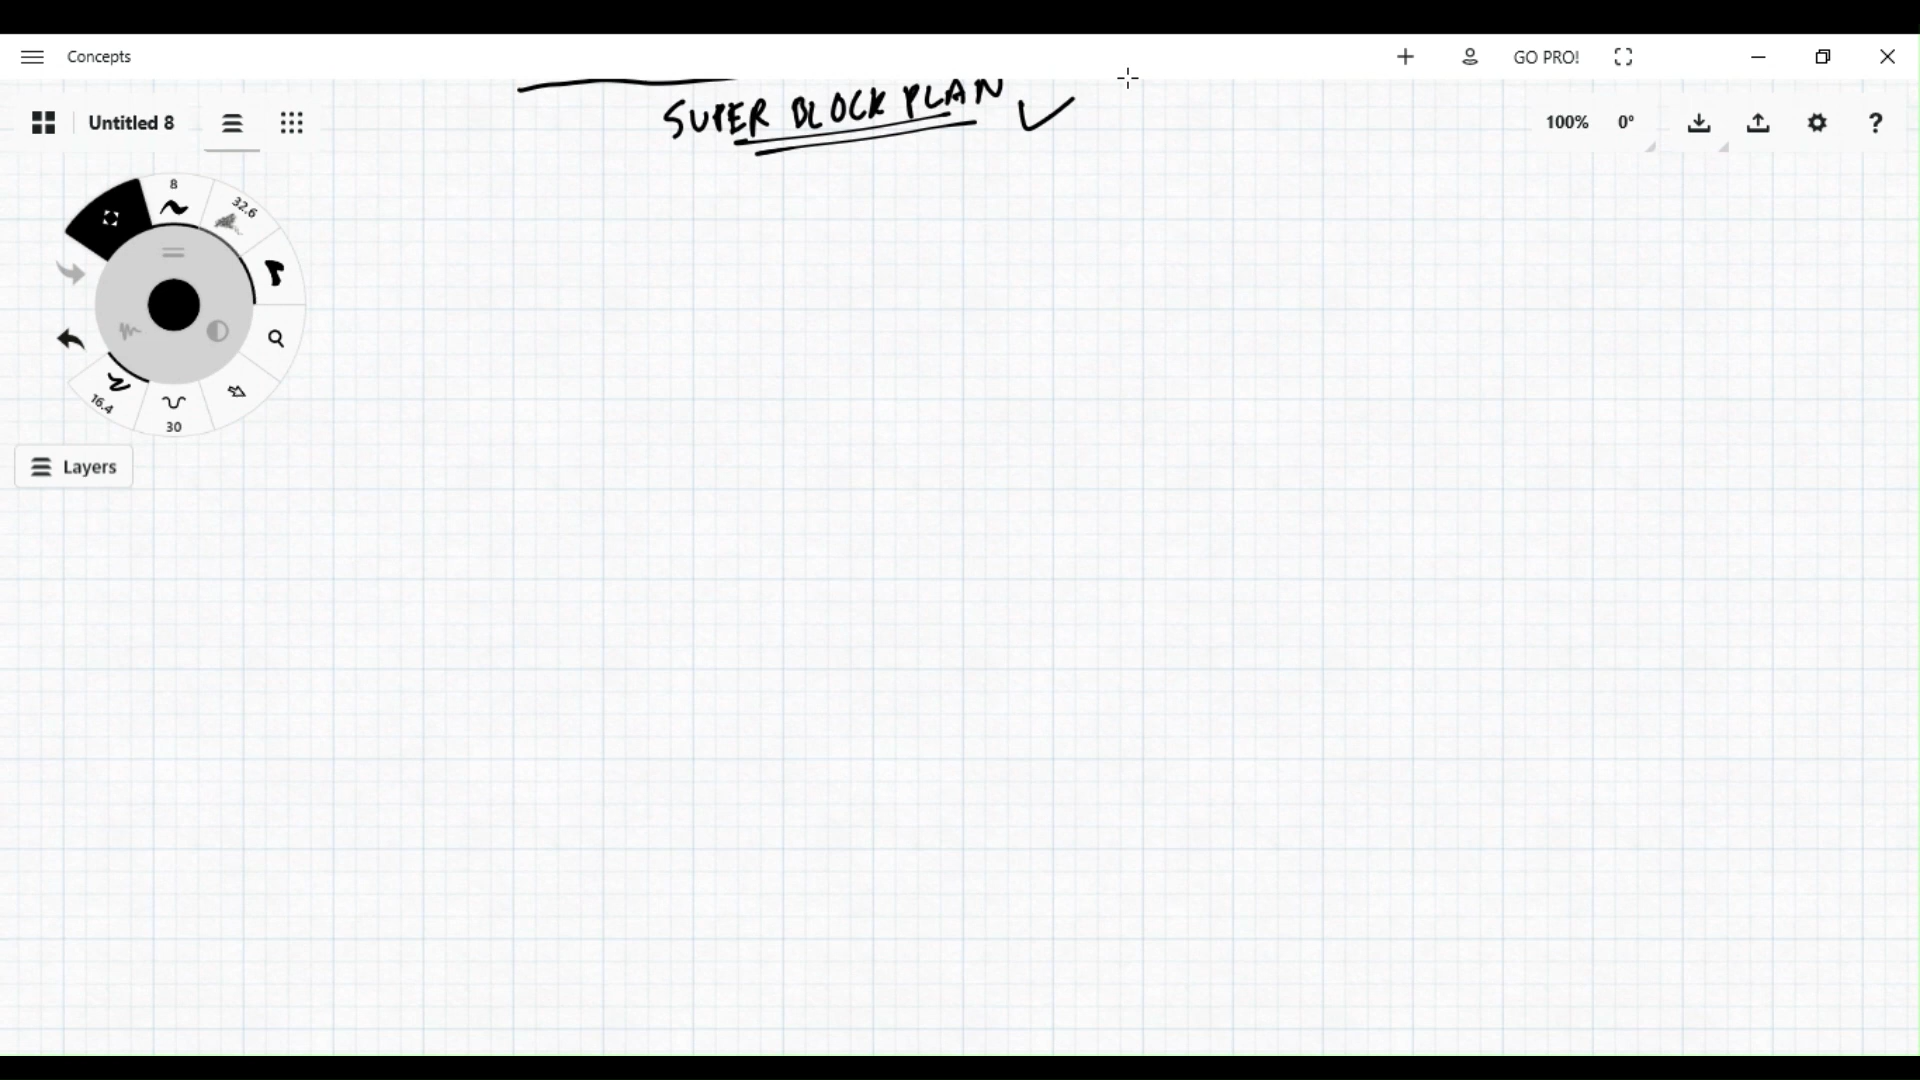 Concepts
GO PRO!
SUPER BLOCK PLAN
Untitled 8
100% 0°
?
8
32.6
16.4
30
Layers